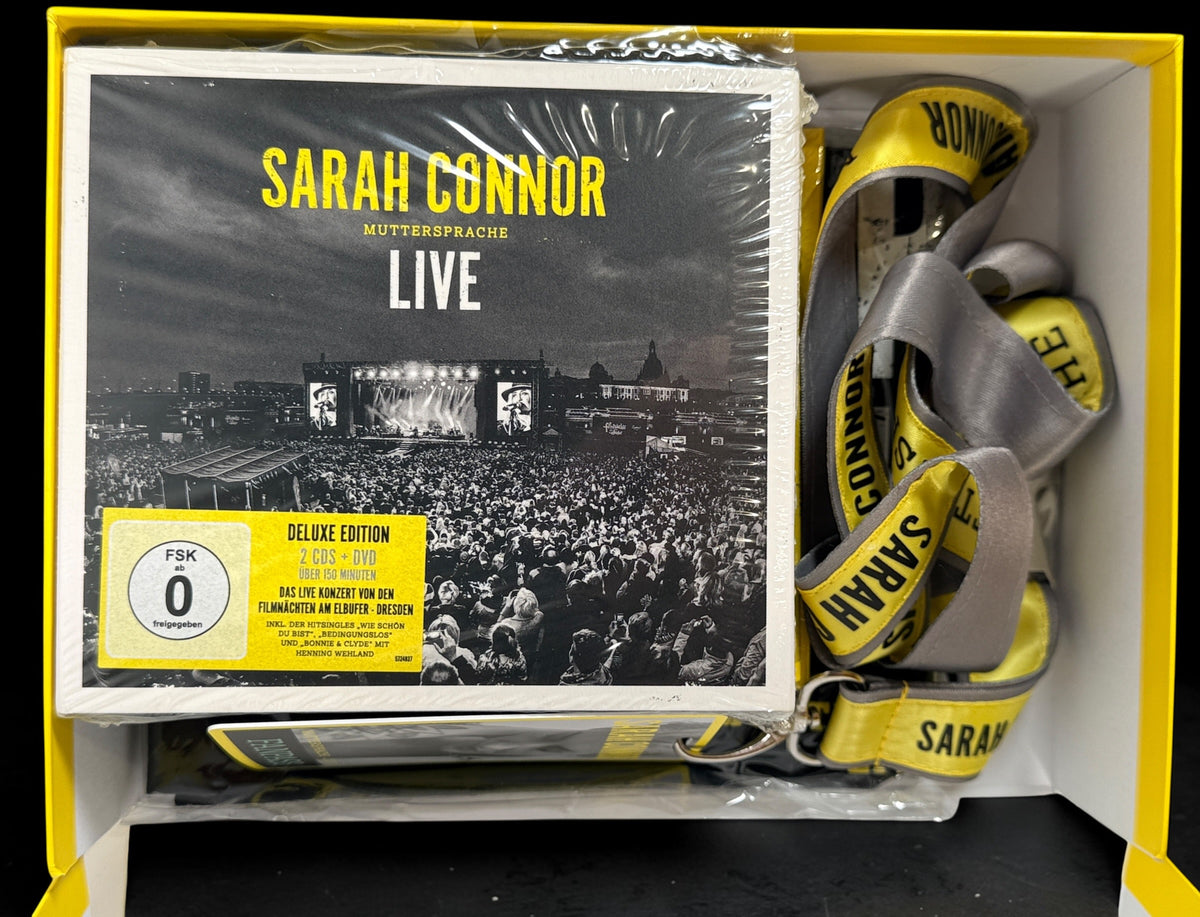 SARAH CONNOR
MUTTERSPRACHE
LIVE
FSK
ab
0
freigegeben
DELUXE EDITION
2 CDS + DVD
ÜBER 150 MINUTEN
DAS LIVE KONZERT VON DEN
FILMNÄCHTEN AM ELBUFER - DRESDEN
INKL. DER HITSINGLES „WIE SCHÖN
DU BIST", „BEDINGUNGSLOS"
UND „BONNIE & CLYDE" MIT
HENNING WEHLAND
5724837
CONNOR
HE
CONNOR
SARAH
SARAH